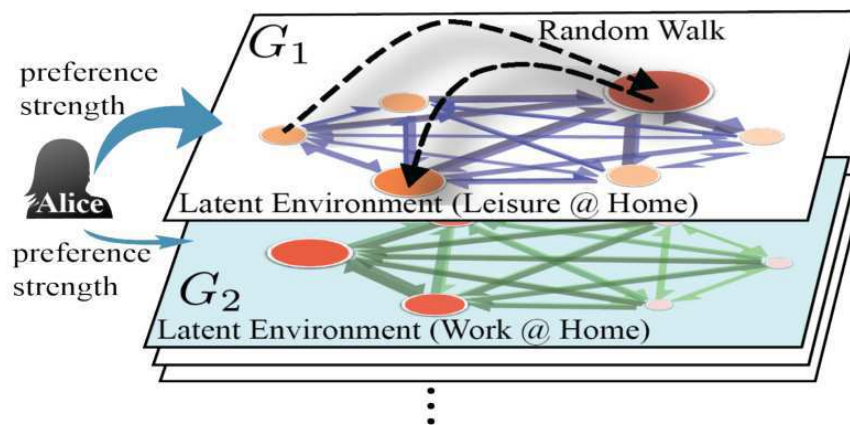 G1
Random Walk
preference
strength
Alice
Latent Environment (Leisure @ Home)
preference
strength
G2
Latent Environment (Work @ Home)